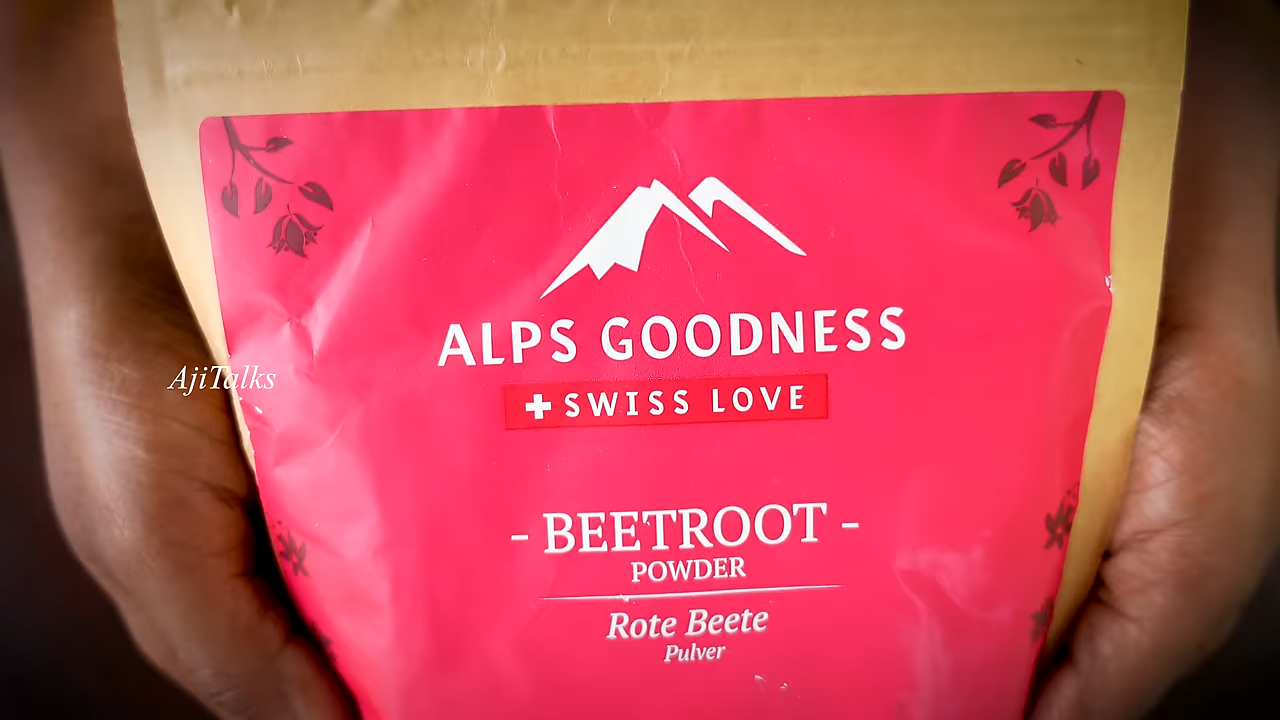 ALPS GOODNESS
SWISS LOVE
AjiTalks
- BEETROOT -
POWDER
Rote Beete
Pulver